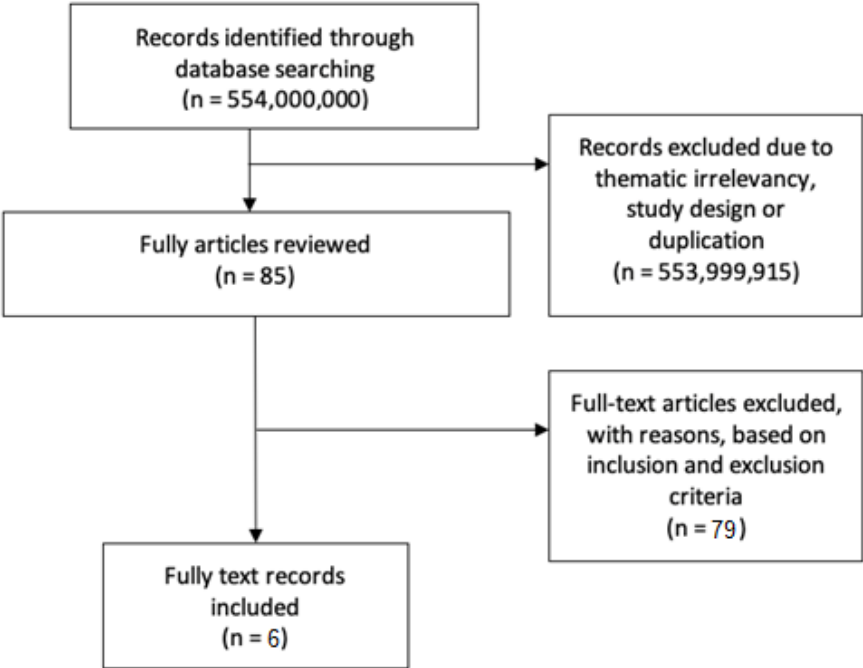 Records identified through
database searching
(n = 554,000,000)
Records excluded due to
thematic irrelevancy,
study design or
duplication
(n = 553,999,915)
Fully articles reviewed
(n = 85)
Full-text articles excluded,
with reasons, based on
inclusion and exclusion
criteria
(n = 79)
Fully text records
included
(n = 6)